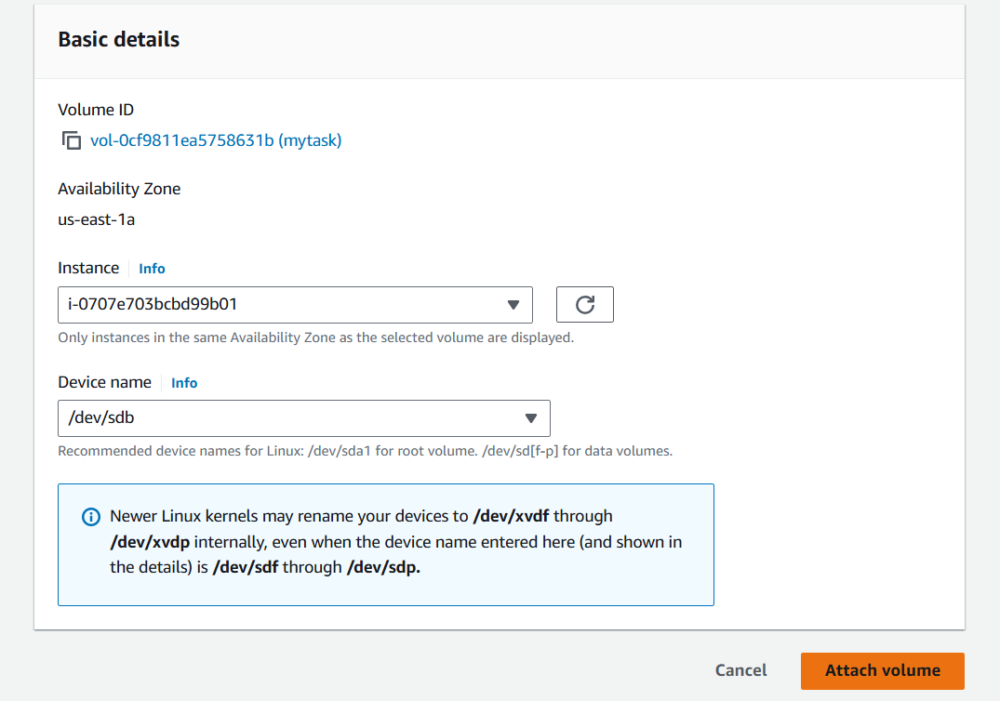 Basic details
Volume ID
vol-0cf9811ea5758631b (mytask)
Availability Zone
us-east-1a
Instance Info
i-0707e703bcbd99b01
Only instances in the same Availability Zone as the selected volume are displayed.
Device name Info
/dev/sdb
Recommended device names for Linux: /dev/sda1 for root volume. /dev/sd[f-p] for data volumes.
Newer Linux kernels may rename your devices to /dev/xvdf through
/dev/xvdp internally, even when the device name entered here (and shown in
the details) is /dev/sdf through /dev/sdp.
Cancel Attach volume